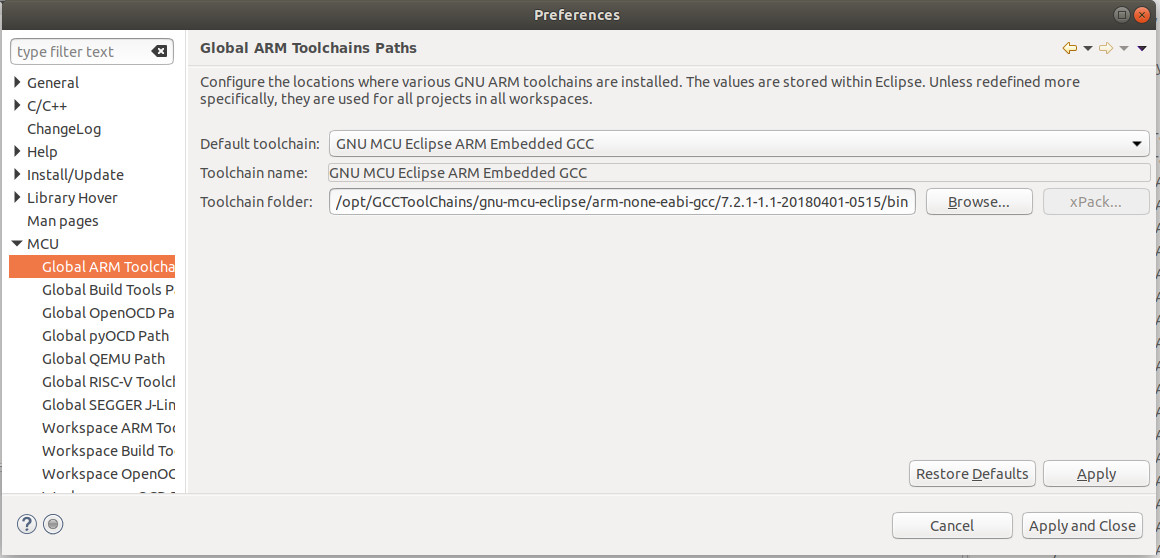 Preferences
type filter text
General
C/C++
ChangeLog
Help
Install/Update
Library Hover
Man pages
MCU
Global ARM Toolcha
Global Build Tools P
Global OpenOCD Pa
Global pyOCD Path
Global QEMU Path
Global RISC-V Toolch
Global SEGGER J-Lin
Workspace ARM Too
Workspace Build To
Workspace OpenOC
Global ARM Toolchains Paths
Configure the locations where various GNU ARM toolchains are installed. The values are stored within Eclipse. Unless redefined more
specifically, they are used for all projects in all workspaces.
Default toolchain: GNU MCU Eclipse ARM Embedded GCC
Toolchain name: GNU MCU Eclipse ARM Embedded GCC
Toolchain folder: /opt/GCCToolChains/gnu-mcu-eclipse/arm-none-eabi-gcc/7.2.1-1.1-20180401-0515/bin Browse... xPack...
Restore Defaults Apply
Cancel Apply and Close